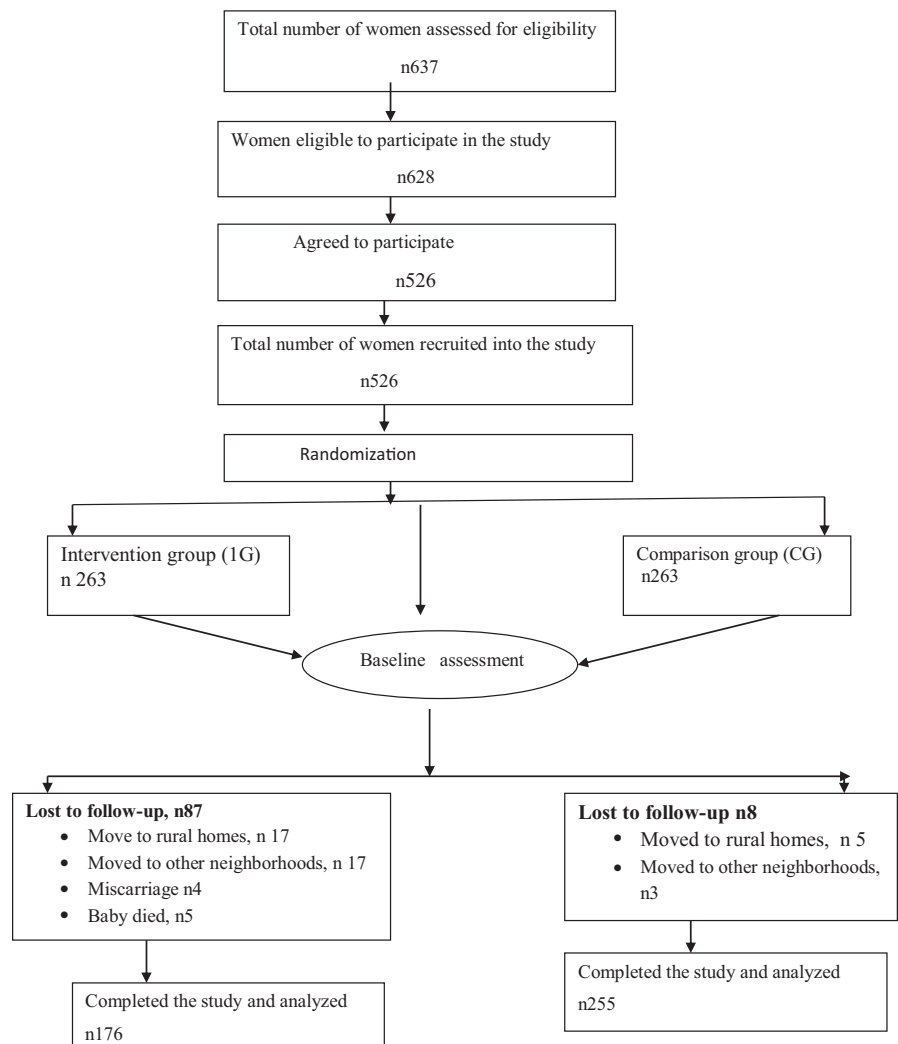 Total number of women assessed for eligibility
n637
Women eligible to participate in the study
n628
Agreed to participate
n526
Total number of women recruited into the study
n526
Randomization
Intervention group (1G)
n 263
Comparison group (CG)
n263
Baseline assessment
Lost to follow-up, n87
• Move to rural homes, n 17
• Moved to other neighborhoods, n 17
• Miscarriage n4
• Baby died, n5
Lost to follow-up n8
• Moved to rural homes, n 5
• Moved to other neighborhoods,
n3
Completed the study and analyzed
n176
Completed the study and analyzed
n255